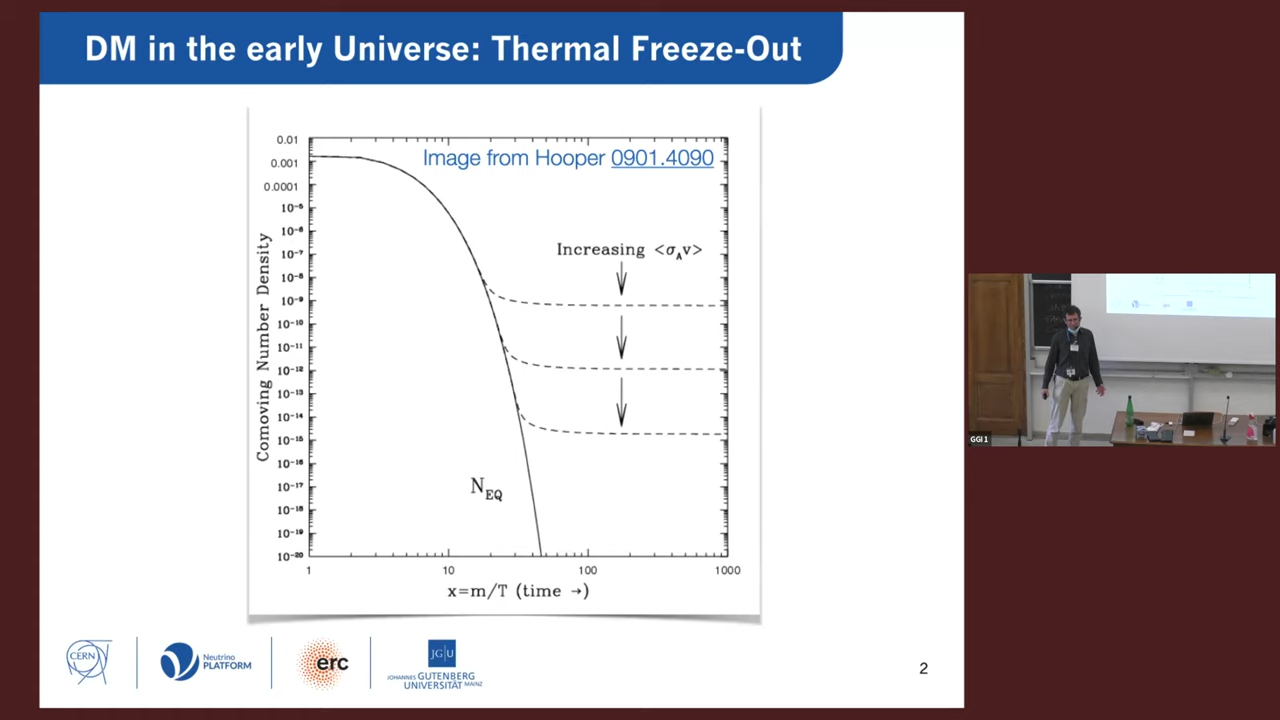 DM in the early Universe: Thermal Freeze-Out
Image from Hooper 0901.4090
0.01
0.001
0.0001
10⁻⁵
10⁻⁶
10⁻⁷
10⁻⁸
10⁻⁹
10⁻¹⁰
10⁻¹¹
10⁻¹²
10⁻¹³
10⁻¹⁴
10⁻¹⁵
10⁻¹⁶
10⁻¹⁷
10⁻¹⁸
10⁻¹⁹
10⁻²⁰
Comoving Number Density
Increasing <σ_A v>
N_EQ
1
10
100
1000
x=m/T (time →)
CERN
Neutrino
PLATFORM
erc
JG|U
JOHANNES GUTENBERG
UNIVERSITÄT MAINZ
2
GGI 1